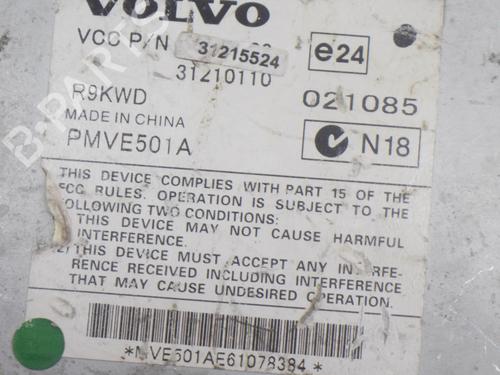 VOLVO
VCC P/N 31215524
e24
31210110
R9KWD
021085
MADE IN CHINA
PMVE501A
N18
THIS DEVICE COMPLIES WITH PART 15 OF THE
FCC RULES. OPERATION IS SUBJECT TO THE
FOLLOWING TWO CONDITIONS:
THIS DEVICE MAY NOT CAUSE HARMFUL
INTERFERENCE.
2) THIS DEVICE MUST ACCEPT ANY INTERFE-
RENCE RECEIVED INCLUDING INTERFERENCE
THAT MAY CAUSE UNDESIRED OPERATION.
*MVE501AE61078384*
B-PARTS